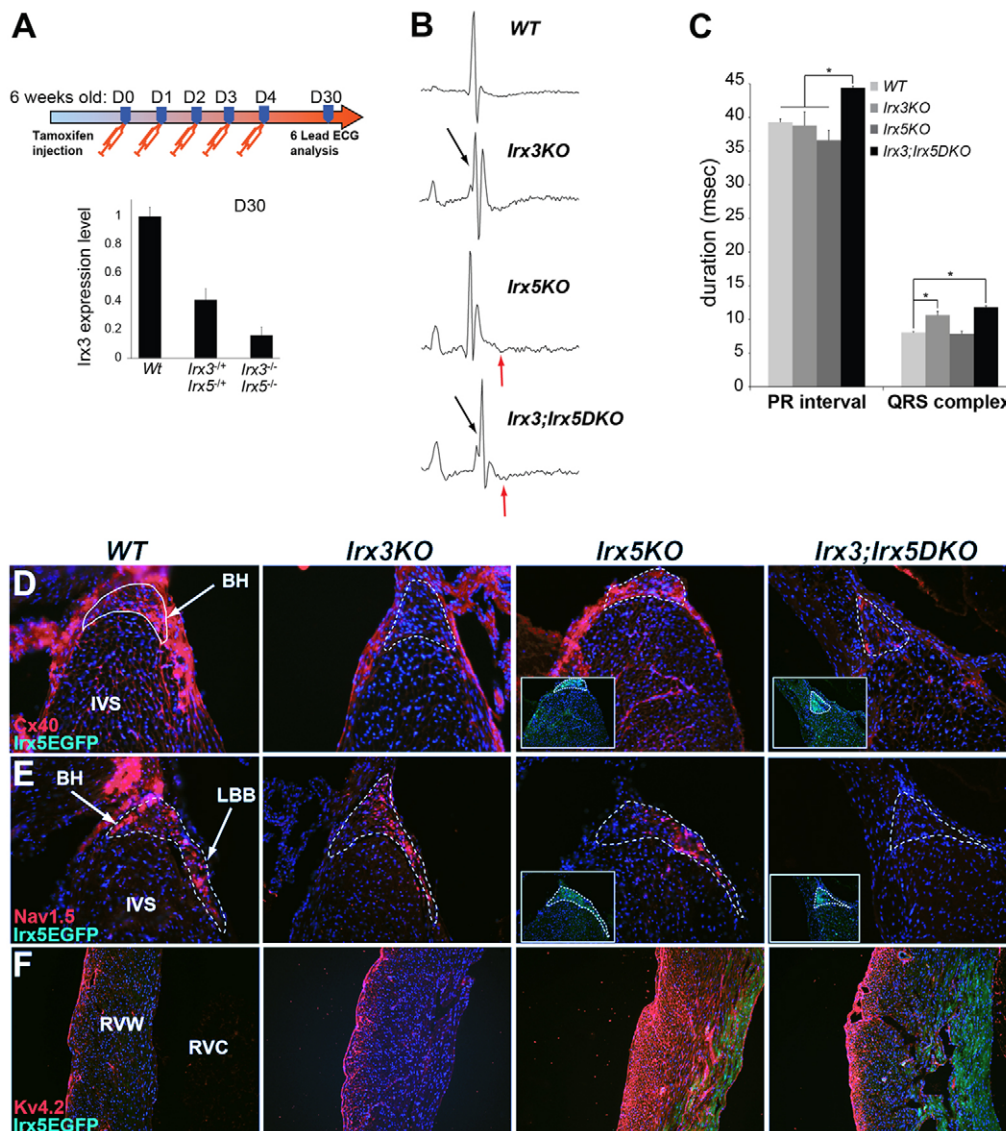 A
6 weeks old: D0 D1 D2 D3 D4 D30
Tamoxifen
injection
6 Lead ECG
analysis
D30
Irx3 expression level
1
0.8
0.6
0.4
0.2
0
Wt
Irx3-/+
Irx5-/+
Irx3-/-
Irx5-/-
B
WT
Irx3KO
Irx5KO
Irx3;Irx5DKO
C
WT
Irx3KO
Irx5KO
Irx3;Irx5DKO
*
*
*
duration (msec)
45
40
35
30
25
20
15
10
5
0
PR interval
QRS complex
WT
Irx3KO
Irx5KO
Irx3;Irx5DKO
D
BH
IVS
Cx40
Irx5EGFP
E
BH
LBB
IVS
Nav1.5
Irx5EGFP
F
RVW
RVC
Kv4.2
Irx5EGFP